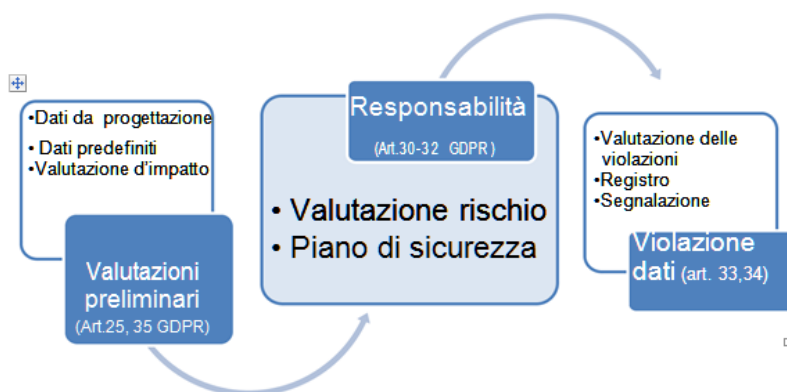 •Dati da progettazione
• Dati predefiniti
•Valutazione d'impatto
Valutazioni
preliminari
(Art.25, 35 GDPR)
Responsabilità
(Art.30-32 GDPR)
• Valutazione rischio
• Piano di sicurezza
•Valutazione delle
violazioni
•Registro
•Segnalazione
Violazione
dati (art. 33,34)